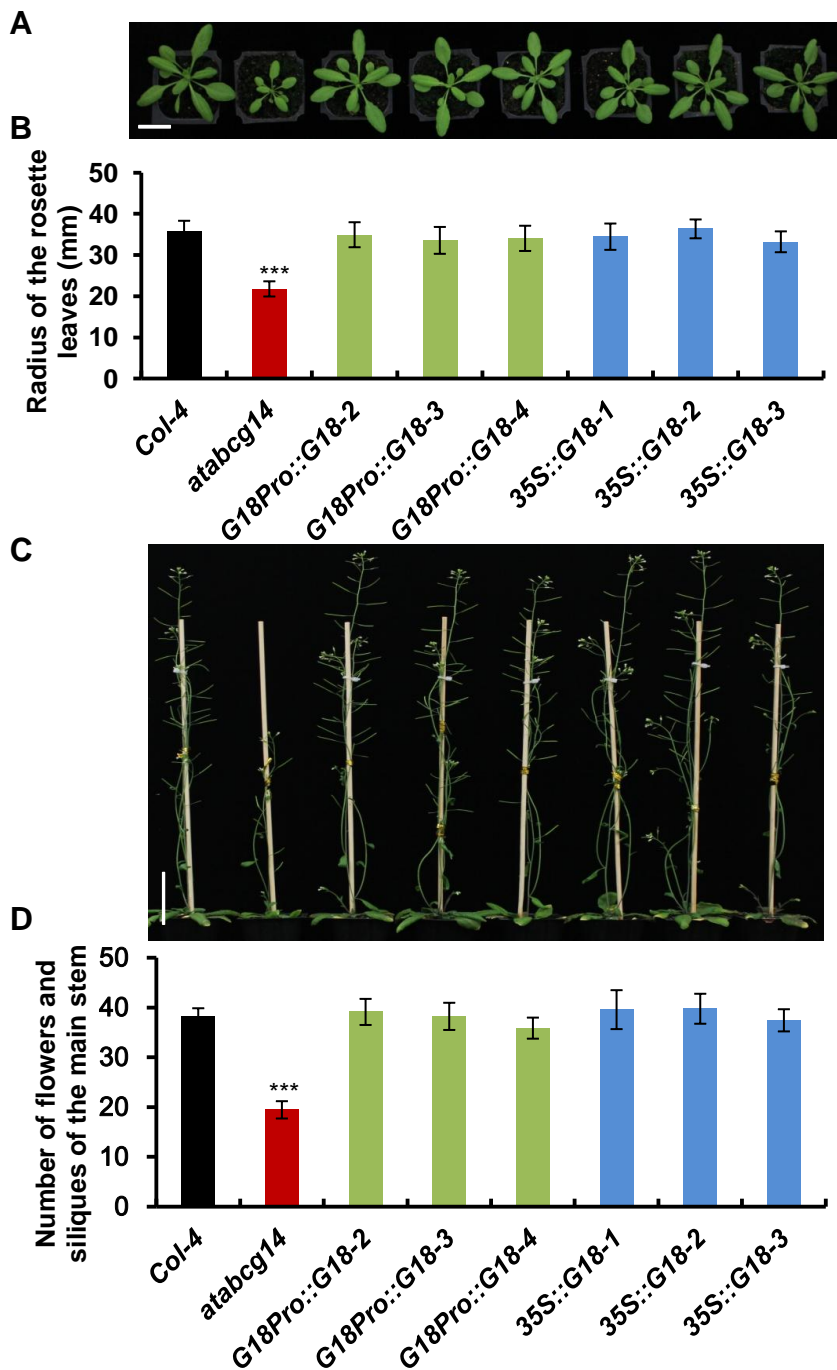 A
B
Radius of the rosette
leaves (mm)
50
40
30
20
10
0
***
Col-4
atabcg14
G18Pro::G18-2
G18Pro::G18-3
G18Pro::G18-4
35S::G18-1
35S::G18-2
35S::G18-3
C
D
Number of flowers and
siliques of the main stem
50
40
30
20
10
0
***
Col-4
atabcg14
G18Pro::G18-2
G18Pro::G18-3
G18Pro::G18-4
35S::G18-1
35S::G18-2
35S::G18-3